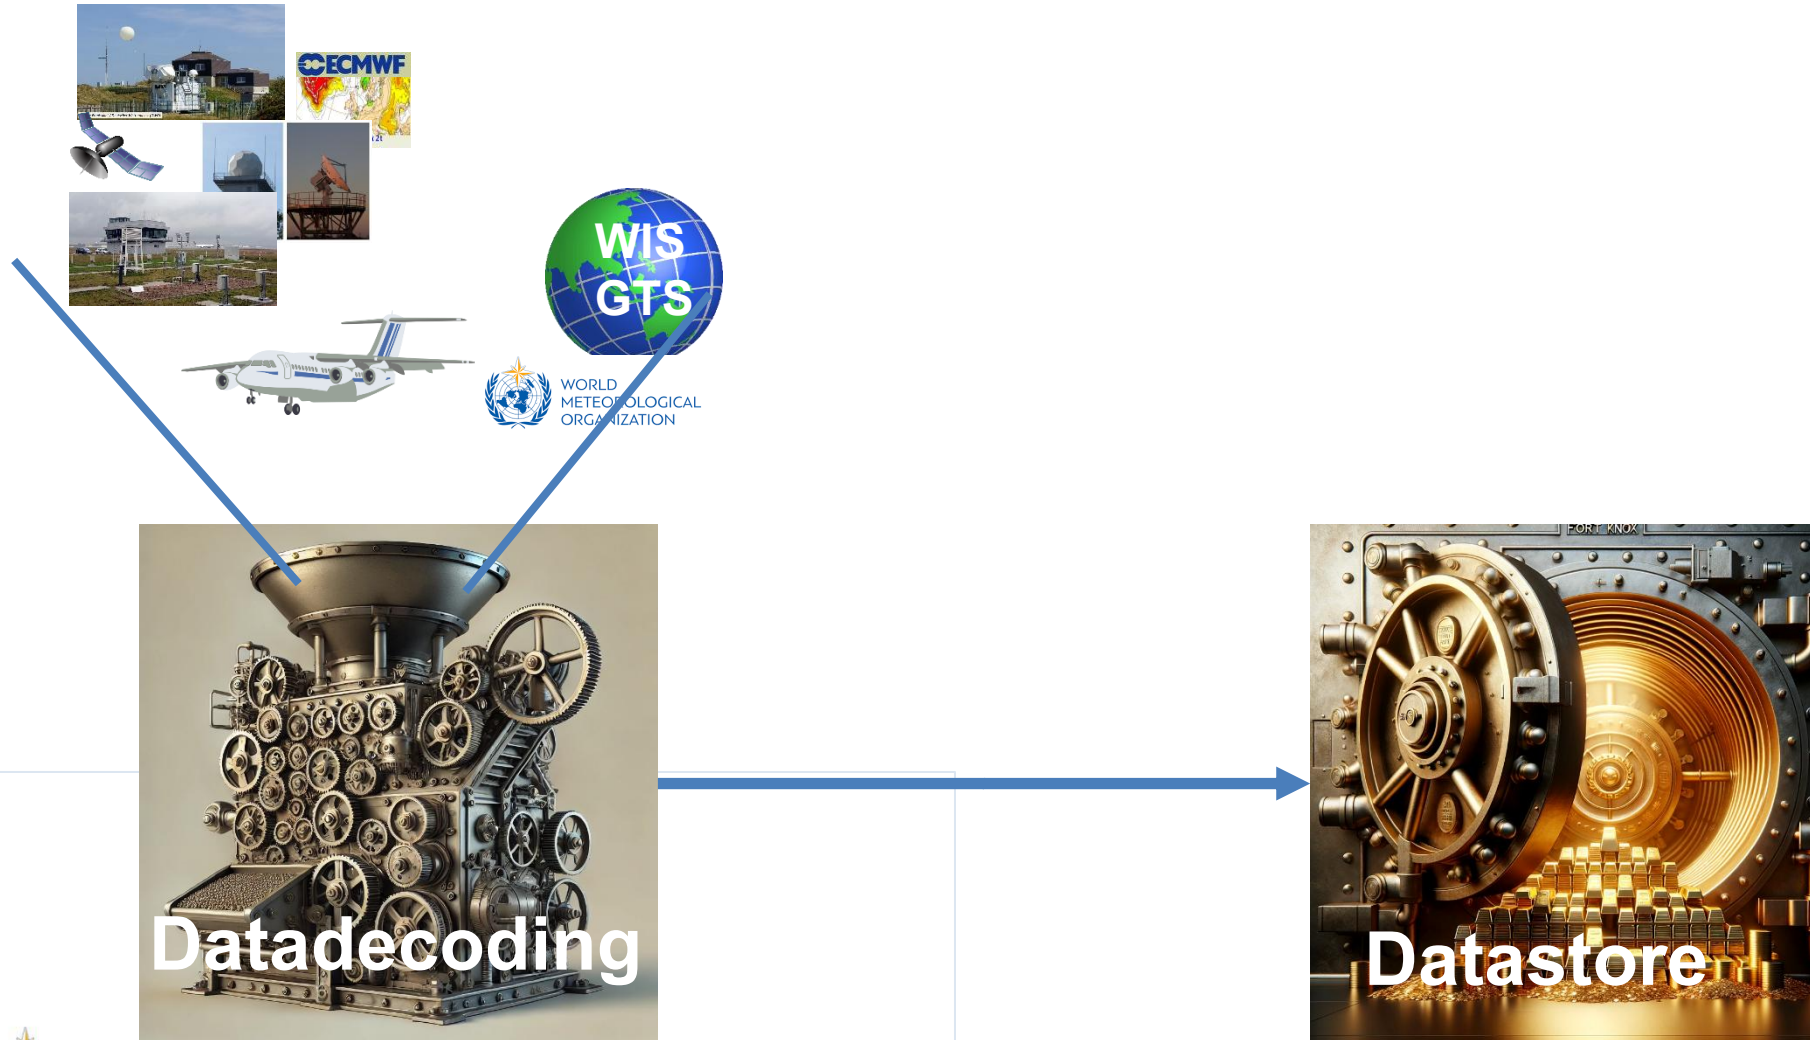 ECMWF
WIS
GTS
WORLD
METEOROLOGICAL
ORGANIZATION
FORT KNOX
Datadecoding
Datastore